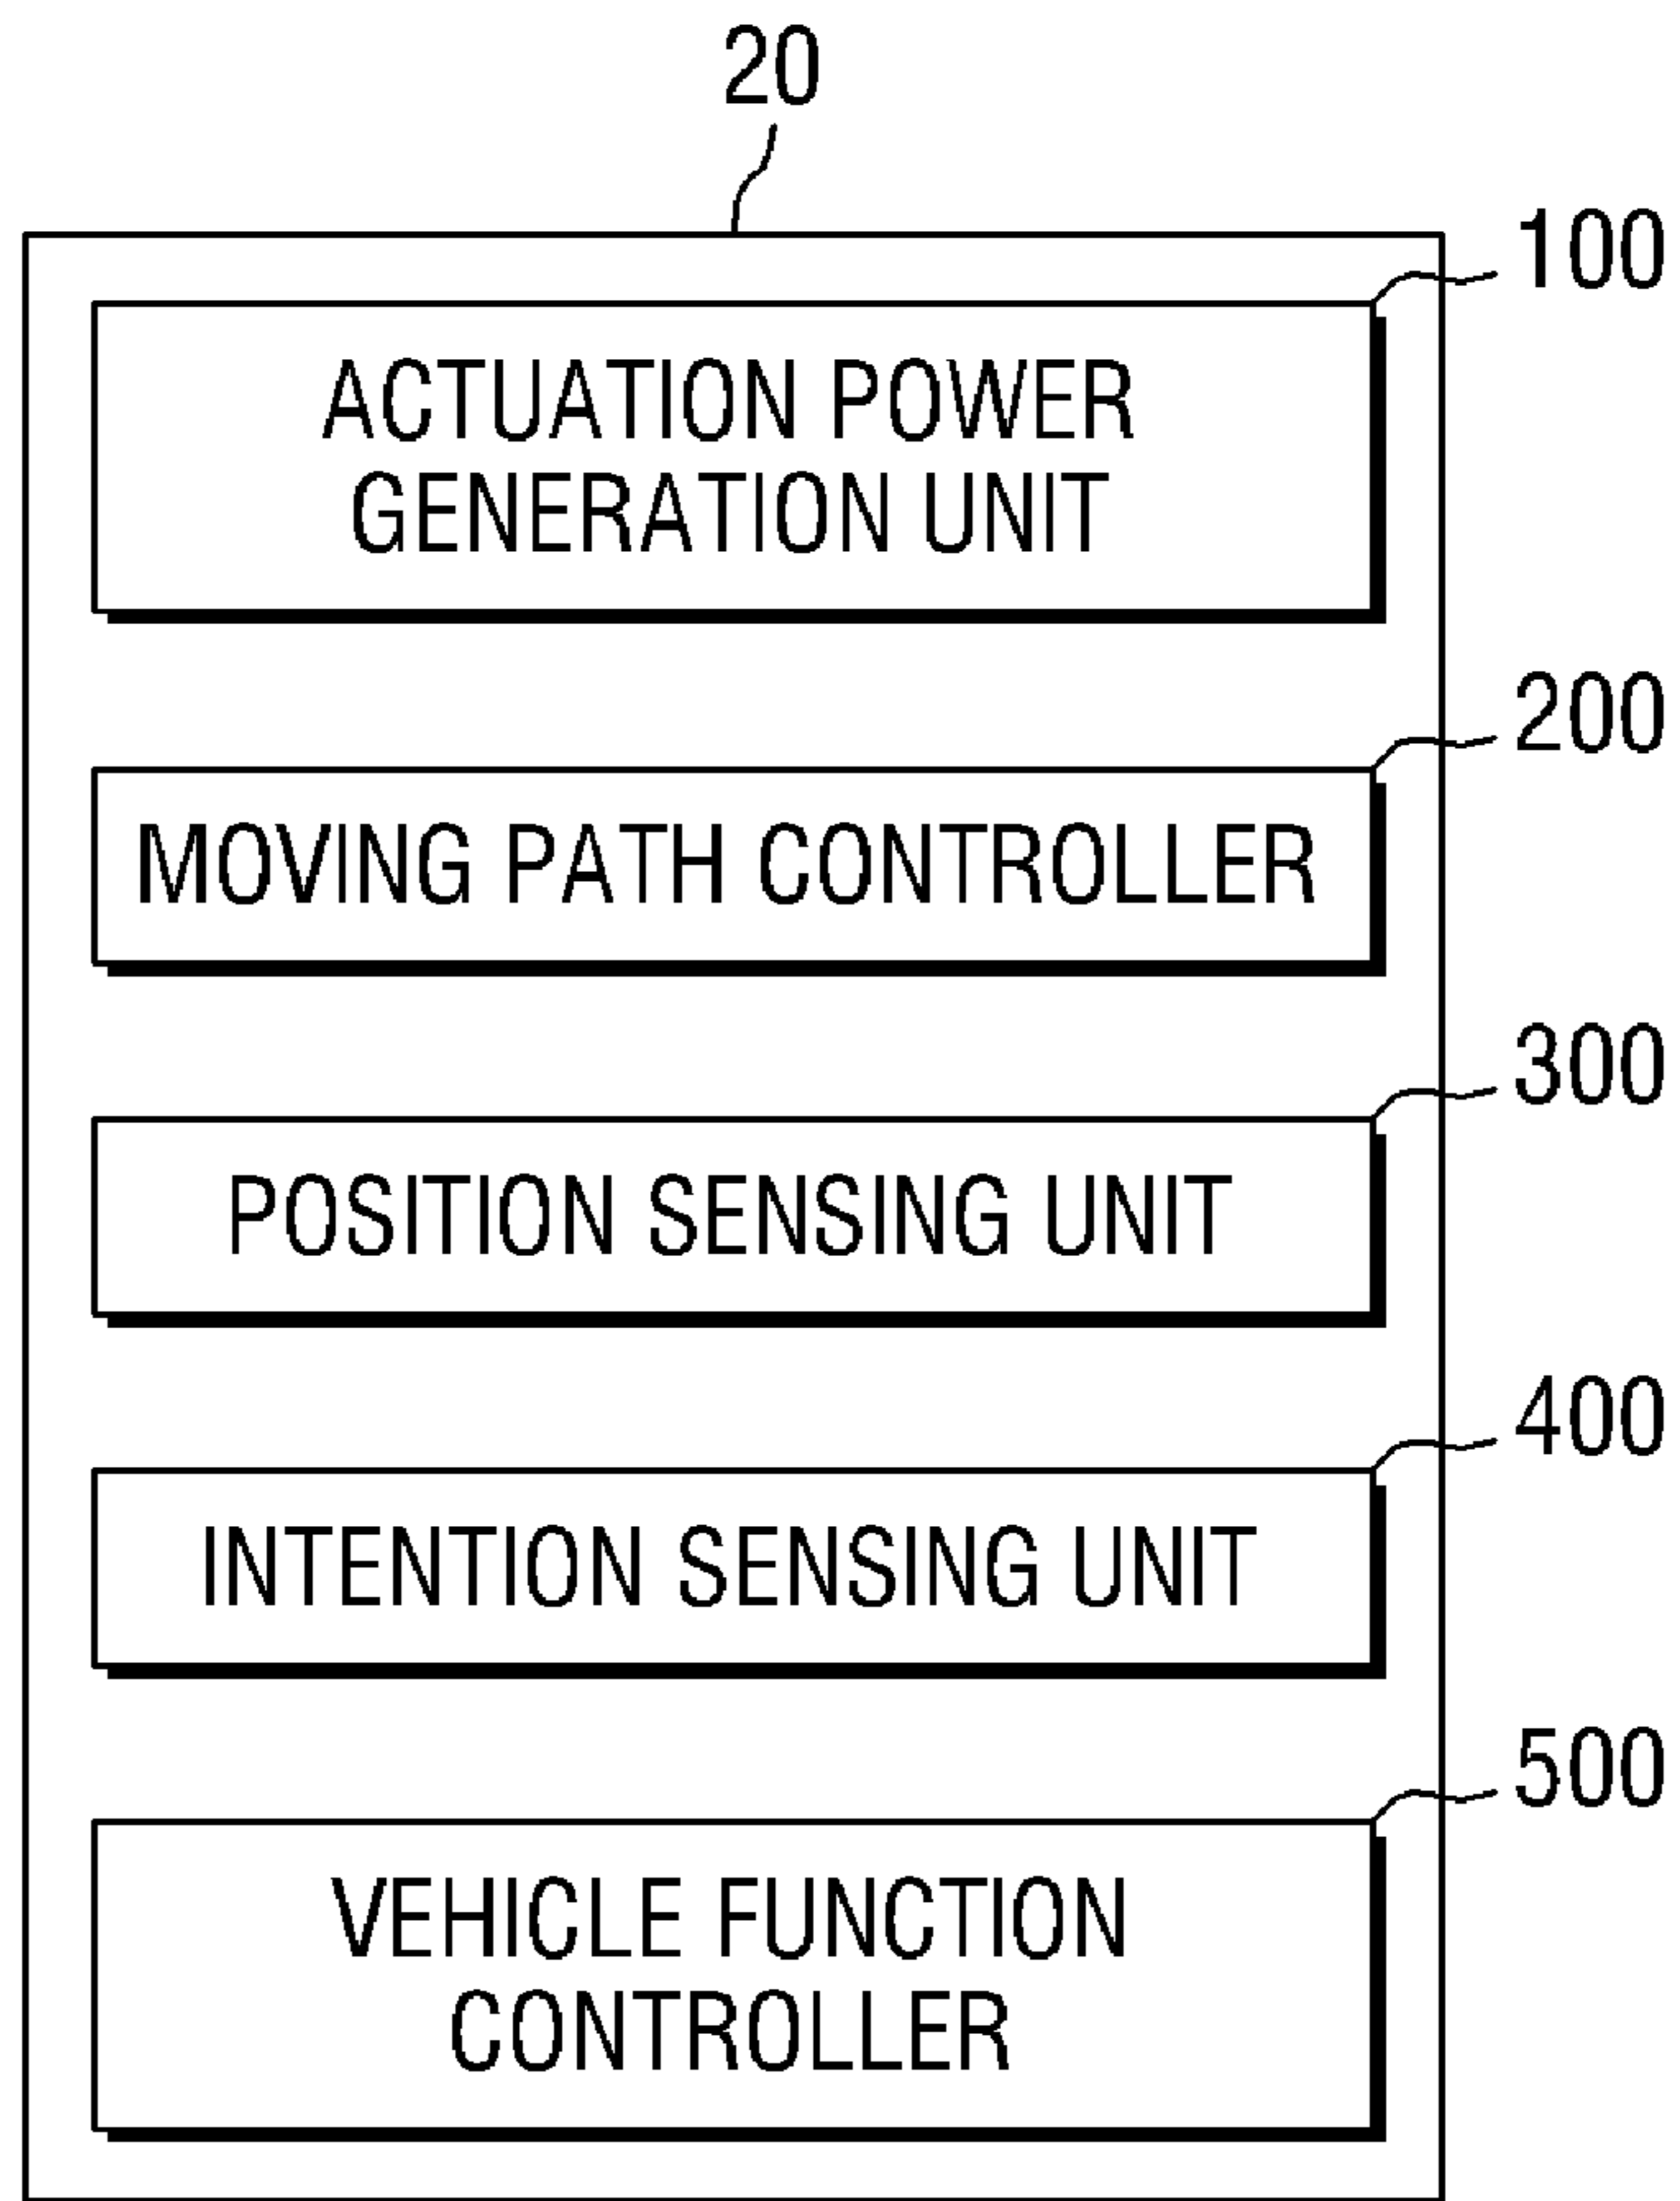 20
100
ACTUATION POWER
GENERATION UNIT
200
MOVING PATH CONTROLLER
300
POSITION SENSING UNIT
400
INTENTION SENSING UNIT
500
VEHICLE FUNCTION
CONTROLLER